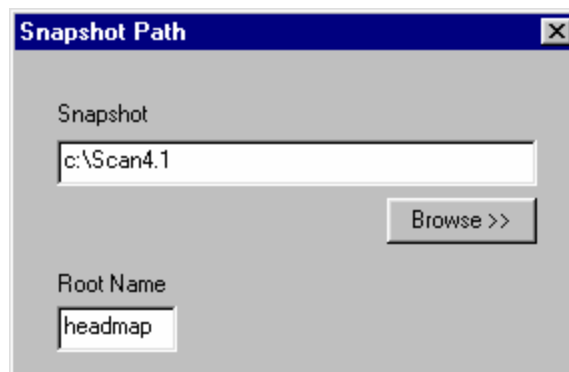 Snapshot Path
Snapshot
c:\Scan4.1
Browse >>
Root Name
headmap